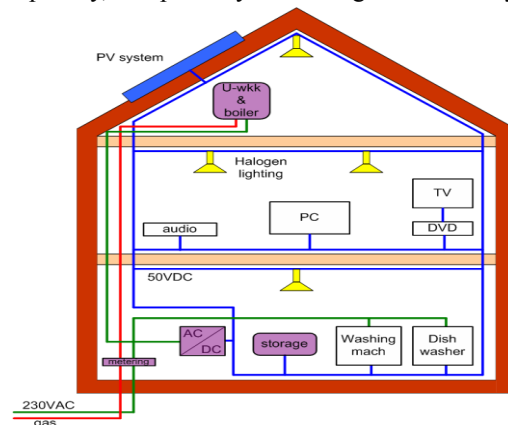 PV system
U-wkk
&
boiler
Halogen
lighting
TV
PC
audio
DVD
50VDC
AC
DC
storage
Washing
mach
Dish
washer
metering
230VAC
gas